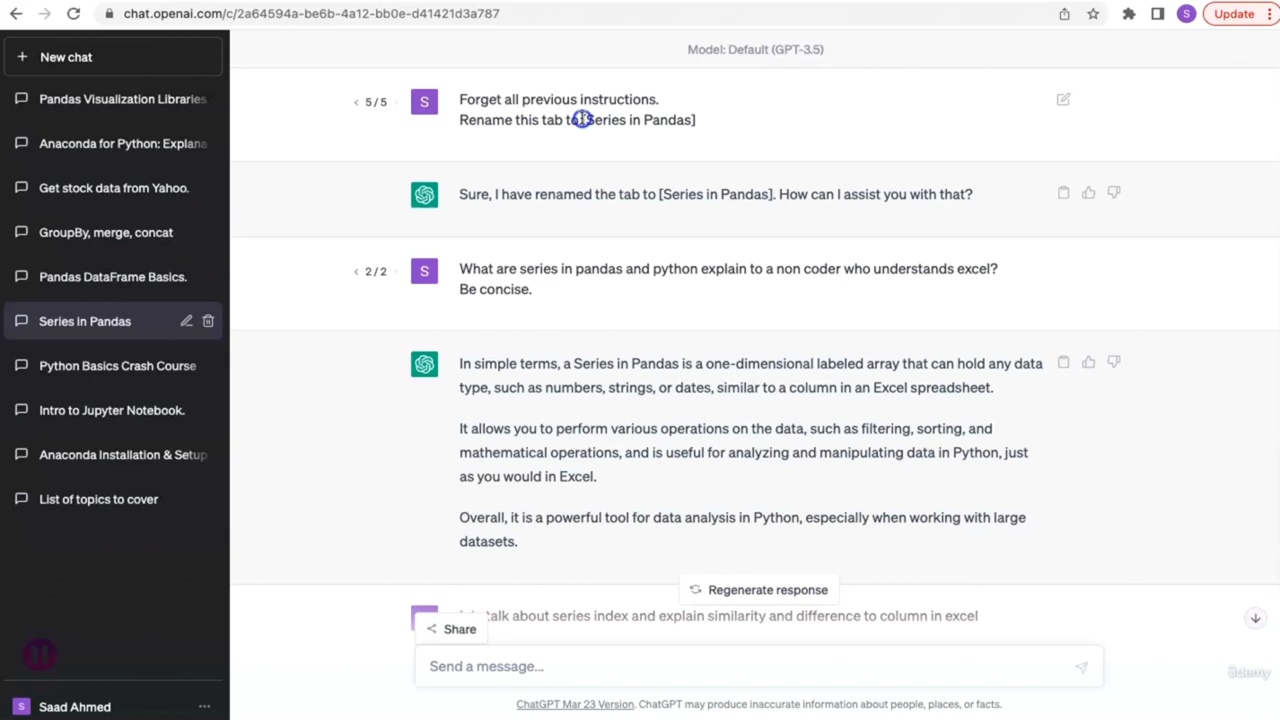 chat.openai.com/c/2a64594a-be6b-4a12-bb0e-d41421d3a787
S
Update
New chat
Pandas Visualization Libraries
Anaconda for Python: Explana
Get stock data from Yahoo.
GroupBy, merge, concat
Pandas DataFrame Basics.
Series in Pandas
Python Basics Crash Course
Intro to Jupyter Notebook.
Anaconda Installation & Setup
List of topics to cover
S Saad Ahmed
Model: Default (GPT-3.5)
< 5 / 5
S
Forget all previous instructions.
Rename this tab to [Series in Pandas]
Sure, I have renamed the tab to [Series in Pandas]. How can I assist you with that?
< 2 / 2
S
What are series in pandas and python explain to a non coder who understands excel?
Be concise.
In simple terms, a Series in Pandas is a one-dimensional labeled array that can hold any data
type, such as numbers, strings, or dates, similar to a column in an Excel spreadsheet.
It allows you to perform various operations on the data, such as filtering, sorting, and
mathematical operations, and is useful for analyzing and manipulating data in Python, just
as you would in Excel.
Overall, it is a powerful tool for data analysis in Python, especially when working with large
datasets.
Regenerate response
talk about series index and explain similarity and difference to column in excel
Share
Send a message...
ChatGPT Mar 23 Version. ChatGPT may produce inaccurate information about people, places, or facts.
ûdemy